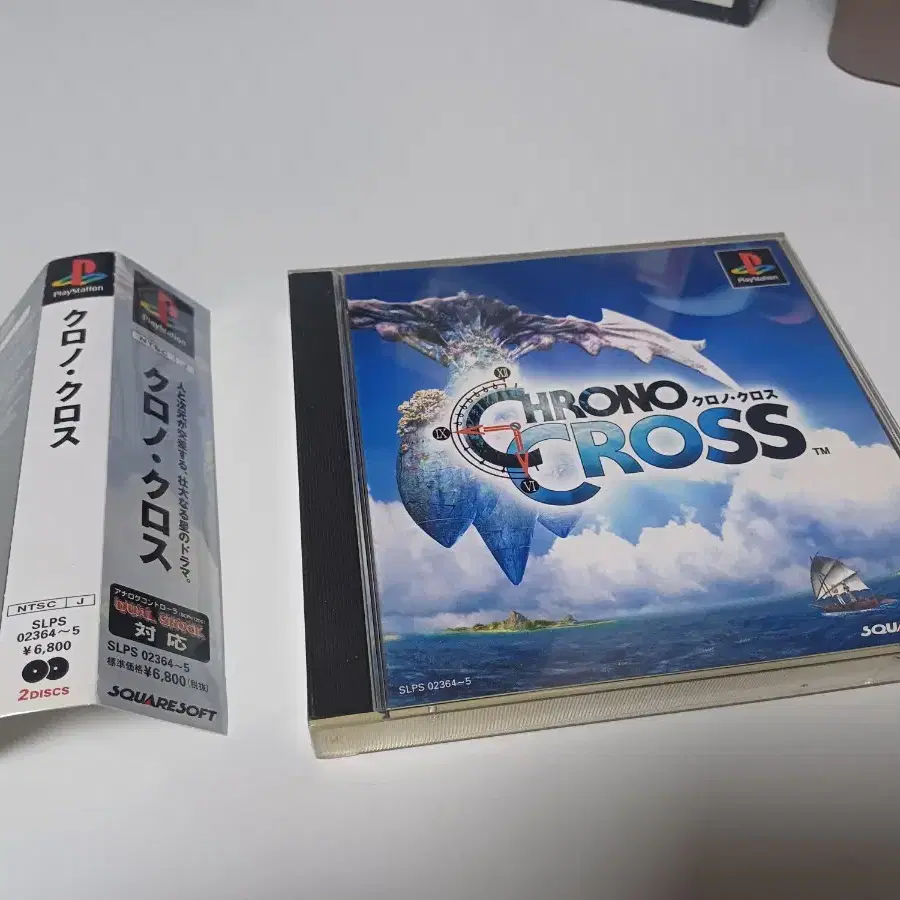 PlayStation
クロノ・クロス
NTSC J
SLPS
02364～5
¥6,800
2DISCS
PlayStation
NTSC
クロノ・クロス
人と次元が交差する、壮大なる星のドラマ。
アナログコントローラ
DUAL SHOCK
対応
SLPS 02364～5
標準価格¥6,800(税抜)
SQUARESOFT
PlayStation
XI
IX
VI
CHRONO
クロノ・クロス
CROSS™
SLPS 02364～5
SQUA